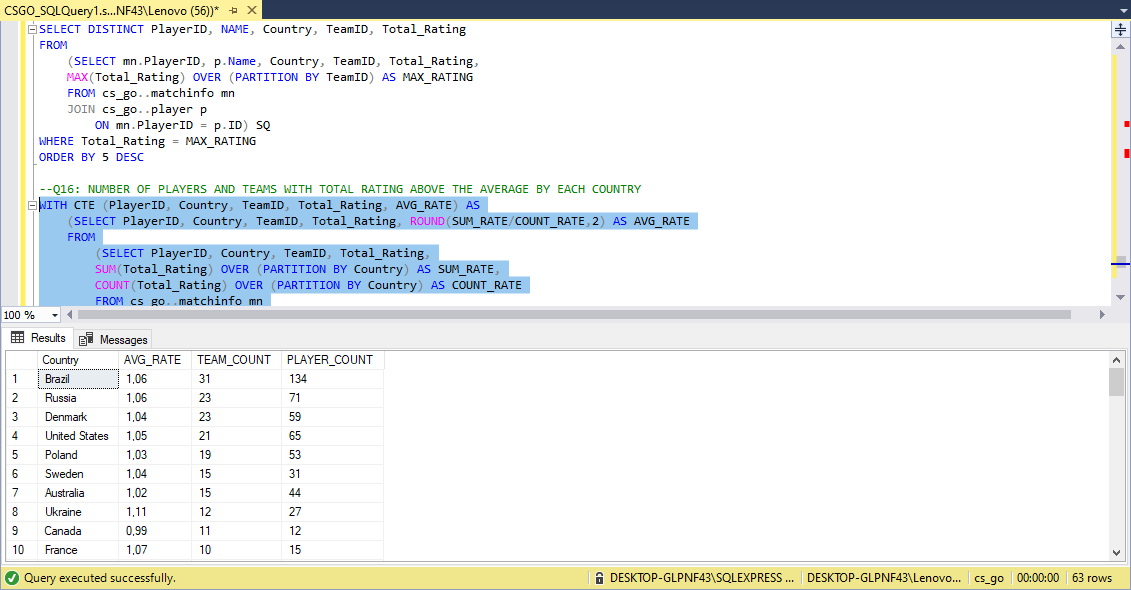 CSGO_SQLQuery1.s...NF43\Lenovo (56))*
SELECT DISTINCT PlayerID, NAME, Country, TeamID, Total_Rating
FROM
(SELECT mn.PlayerID, p.Name, Country, TeamID, Total_Rating,
MAX(Total_Rating) OVER (PARTITION BY TeamID) AS MAX_RATING
FROM cs_go..matchinfo mn
JOIN cs_go..player p
ON mn.PlayerID = p.ID) SQ
WHERE Total_Rating = MAX_RATING
ORDER BY 5 DESC
--Q16: NUMBER OF PLAYERS AND TEAMS WITH TOTAL RATING ABOVE THE AVERAGE BY EACH COUNTRY
WITH CTE (PlayerID, Country, TeamID, Total_Rating, AVG_RATE) AS
(SELECT PlayerID, Country, TeamID, Total_Rating, ROUND(SUM_RATE/COUNT_RATE,2) AS AVG_RATE
FROM
(SELECT PlayerID, Country, TeamID, Total_Rating,
SUM(Total_Rating) OVER (PARTITION BY Country) AS SUM_RATE,
COUNT(Total_Rating) OVER (PARTITION BY Country) AS COUNT_RATE
FROM cs_go..matchinfo mn
100 %
Results Messages
Country AVG_RATE TEAM_COUNT PLAYER_COUNT
1 Brazil 1,06 31 134
2 Russia 1,06 23 71
3 Denmark 1,04 23 59
4 United States 1,05 21 65
5 Poland 1,03 19 53
6 Sweden 1,04 15 31
7 Australia 1,02 15 44
8 Ukraine 1,11 12 27
9 Canada 0,99 11 12
10 France 1,07 10 15
Query executed successfully. DESKTOP-GLPNF43\SQLEXPRESS ... DESKTOP-GLPNF43\Lenovo... cs_go 00:00:00 63 rows